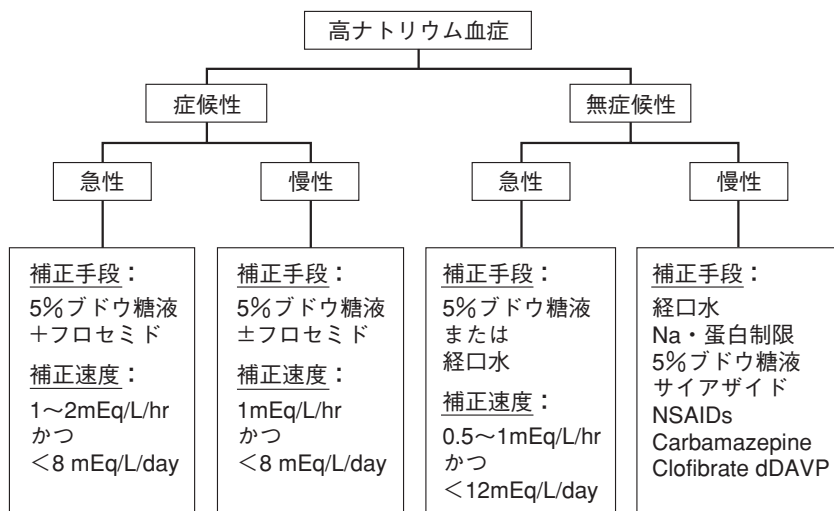 高ナトリウム血症
症候性
無症候性
急性
慢性
急性
慢性
補正手段：
5％ブドウ糖液
＋フロセミド
補正速度：
1～2mEq/L/hr
かつ
＜8 mEq/L/day
補正手段：
5％ブドウ糖液
±フロセミド
補正速度：
1mEq/L/hr
かつ
＜8 mEq/L/day
補正手段：
5％ブドウ糖液
または
経口水
補正速度：
0.5～1mEq/L/hr
かつ
＜12mEq/L/day
補正手段：
経口水
Na・蛋白制限
5％ブドウ糖液
サイアザイド
NSAIDs
Carbamazepine
Clofibrate dDAVP